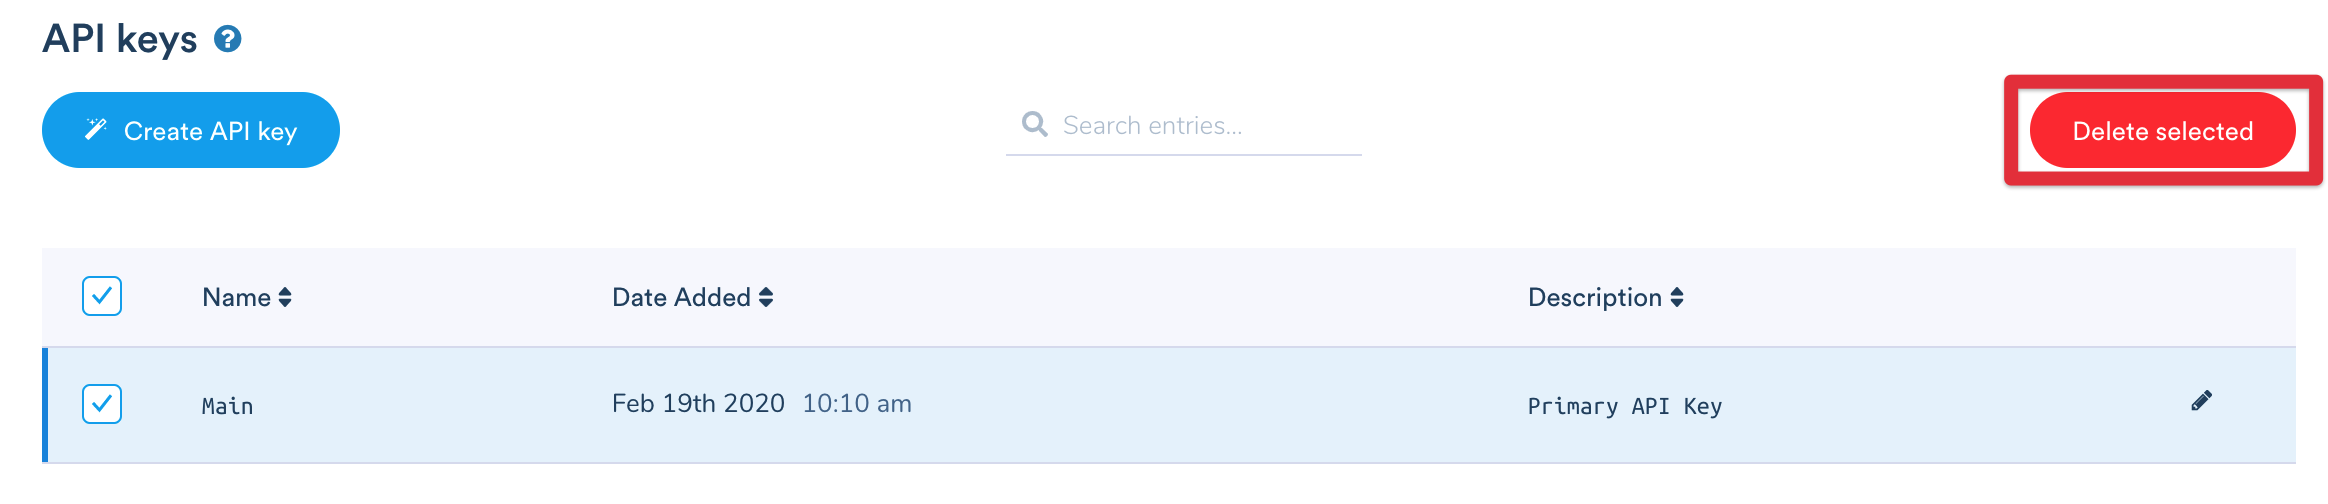 API keys
Create API key
Search entries...
Delete selected
Name Date Added Description
Main Feb 19th 2020 10:10 am Primary API Key